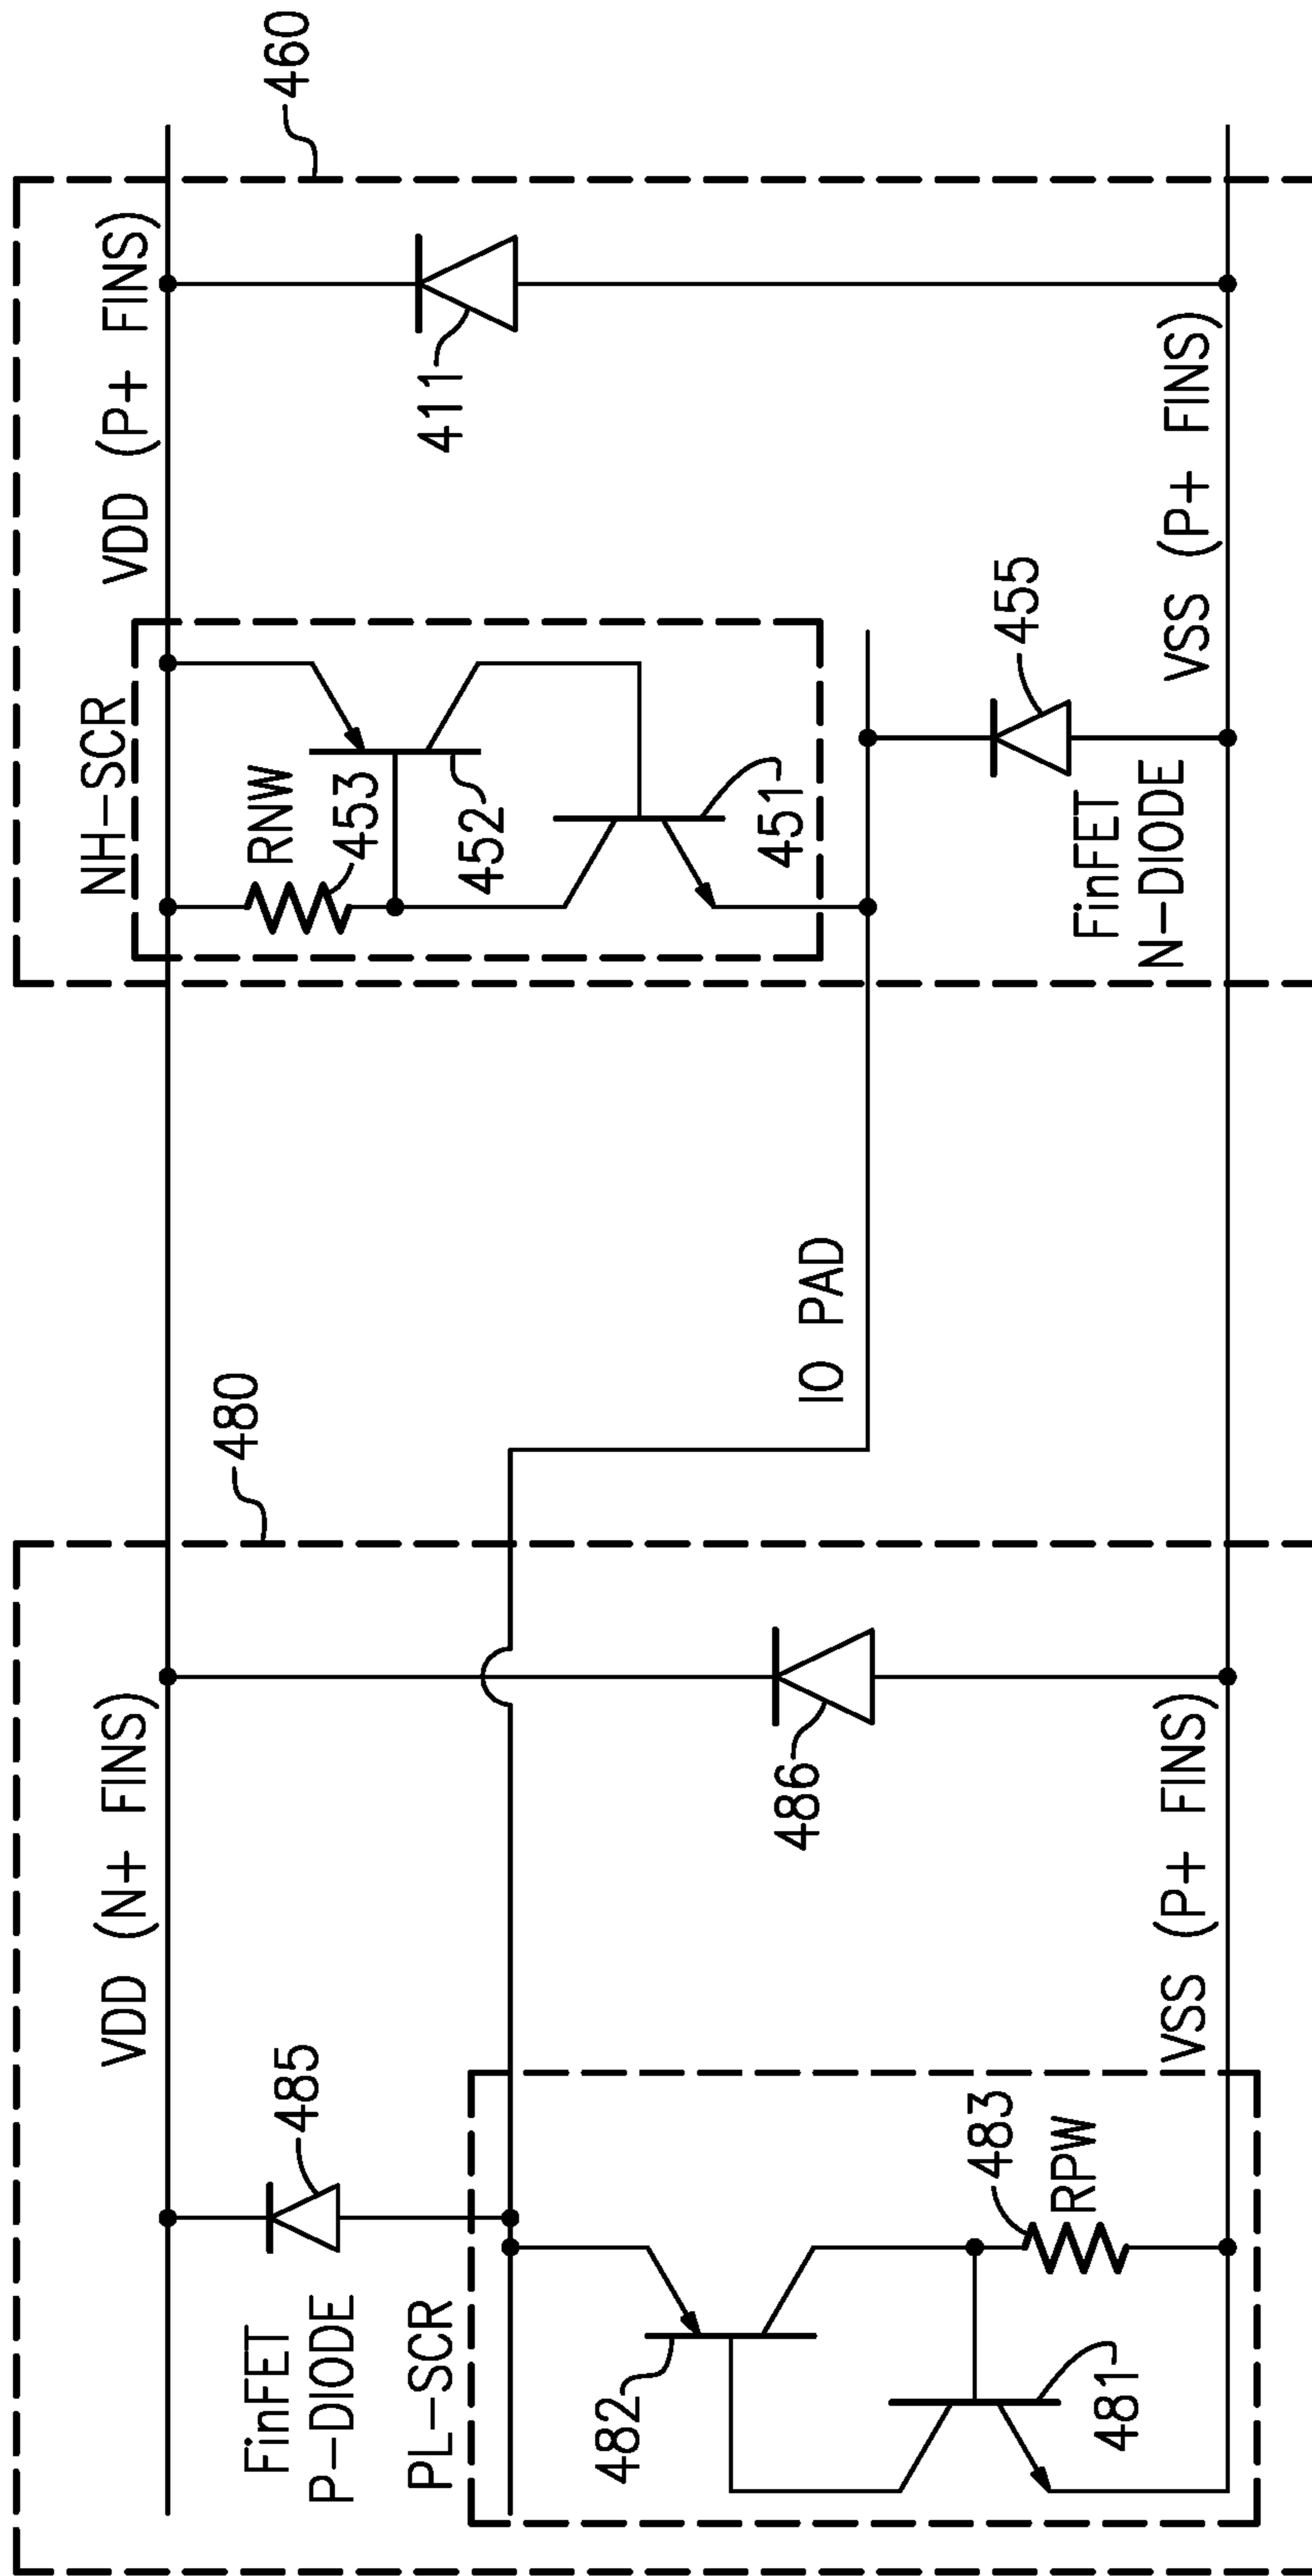 480
460
VDD (N+ FINS)
NH-SCR
VDD (P+ FINS)
FinFET
P-DIODE
485
RNW
453
452
411
PL-SCR
482
486
IO PAD
451
455
483
RPW
481
FinFET
N-DIODE
VSS (P+ FINS)
VSS (P+ FINS)